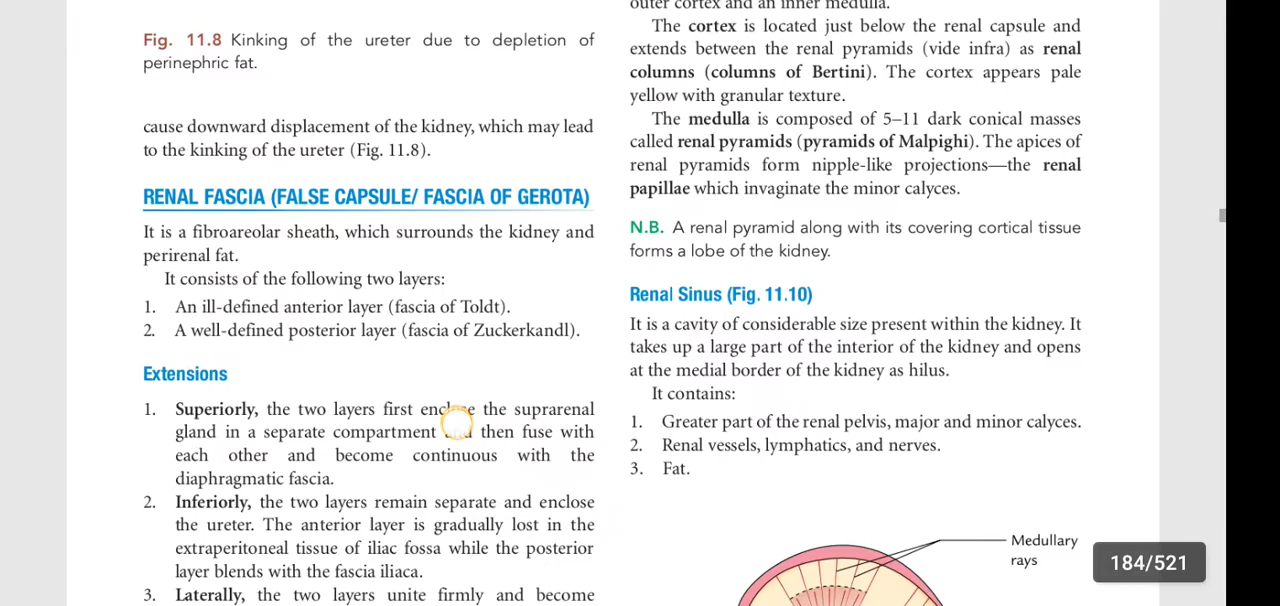 Fig. 11.8 Kinking of the ureter due to depletion of
perinephric fat.
cause downward displacement of the kidney, which may lead
to the kinking of the ureter (Fig. 11.8).
RENAL FASCIA (FALSE CAPSULE/ FASCIA OF GEROTA)
It is a fibroareolar sheath, which surrounds the kidney and
perirenal fat.
It consists of the following two layers:
1. An ill-defined anterior layer (fascia of Toldt).
2. A well-defined posterior layer (fascia of Zuckerkandl).
Extensions
1. Superiorly, the two layers first enclose the suprarenal
gland in a separate compartment and then fuse with
each other and become continuous with the
diaphragmatic fascia.
2. Inferiorly, the two layers remain separate and enclose
the ureter. The anterior layer is gradually lost in the
extraperitoneal tissue of iliac fossa while the posterior
layer blends with the fascia iliaca.
3. Laterally, the two layers unite firmly and become
outer cortex and an inner medulla.
The cortex is located just below the renal capsule and
extends between the renal pyramids (vide infra) as renal
columns (columns of Bertini). The cortex appears pale
yellow with granular texture.
The medulla is composed of 5–11 dark conical masses
called renal pyramids (pyramids of Malpighi). The apices of
renal pyramids form nipple-like projections—the renal
papillae which invaginate the minor calyces.
N.B. A renal pyramid along with its covering cortical tissue
forms a lobe of the kidney.
Renal Sinus (Fig. 11.10)
It is a cavity of considerable size present within the kidney. It
takes up a large part of the interior of the kidney and opens
at the medial border of the kidney as hilus.
It contains:
1. Greater part of the renal pelvis, major and minor calyces.
2. Renal vessels, lymphatics, and nerves.
3. Fat.
Medullary
rays
184/521